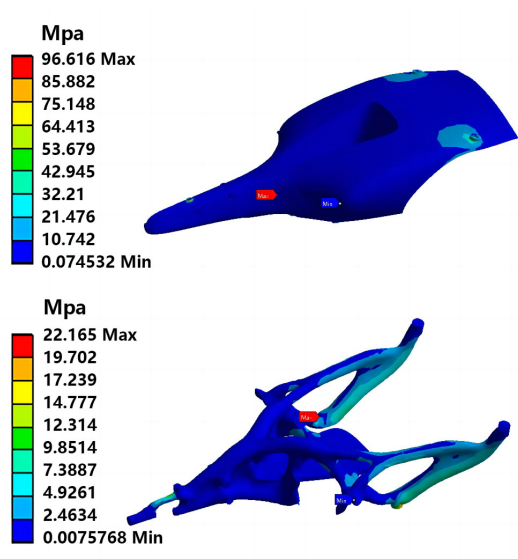 Mpa
96.616 Max
85.882
75.148
64.413
53.679
42.945
32.21
21.476
10.742
0.074532 Min
Max
Min
Mpa
22.165 Max
19.702
17.239
14.777
12.314
9.8514
7.3887
4.9261
2.4634
0.0075768 Min
Max
Min